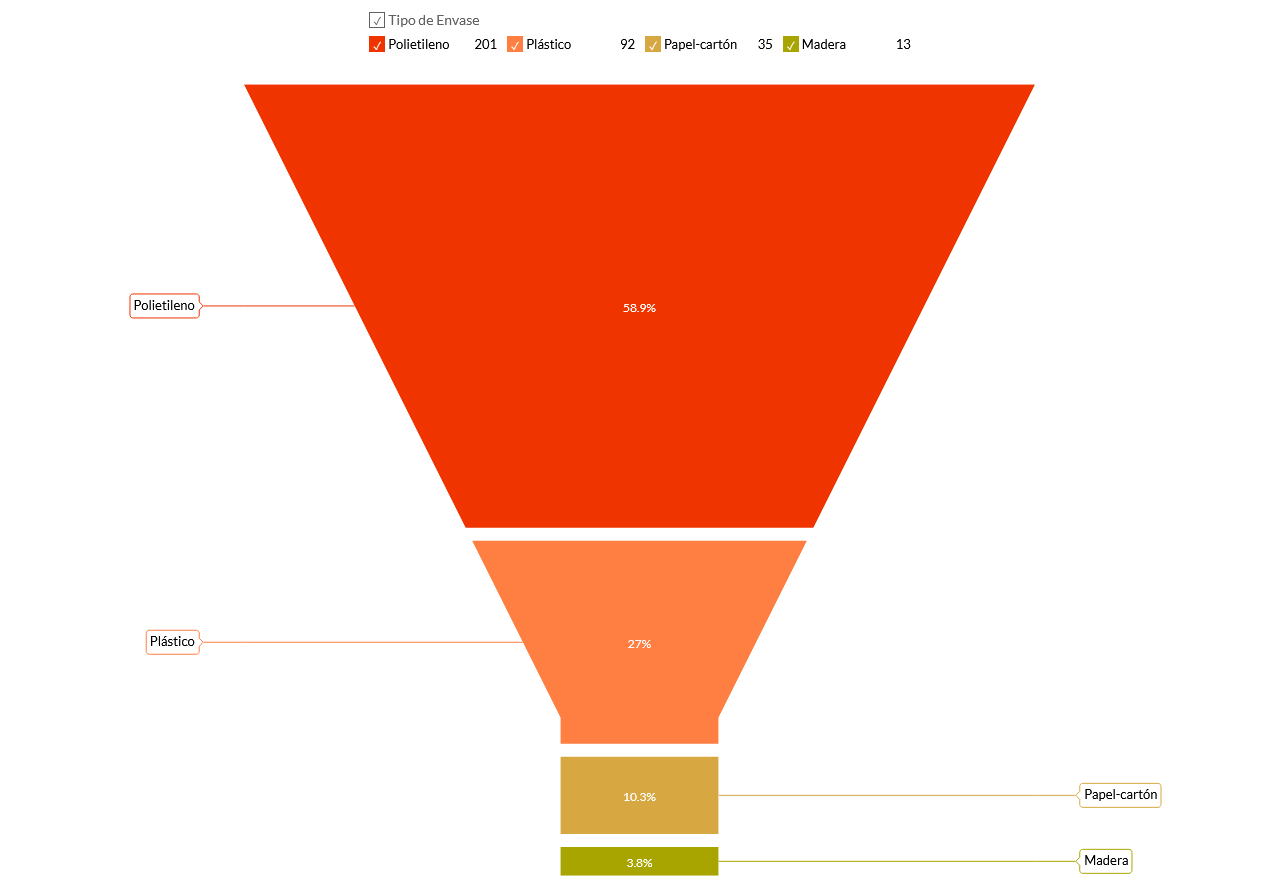 Tipo de Envase
Polietileno 201 Plástico 92 Papel-cartón 35 Madera 13
Polietileno
58.9%
Plástico
27%
10.3%
Papel-cartón
3.8%
Madera